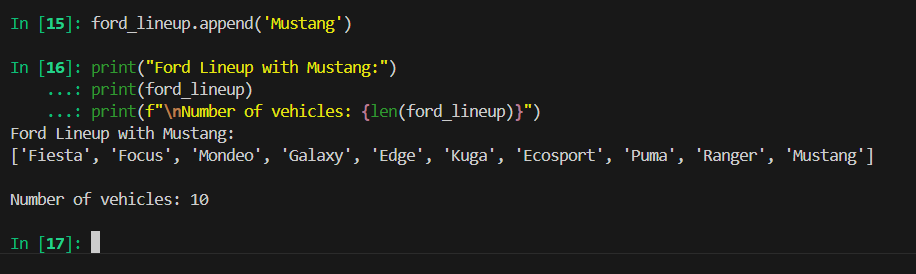 In [15]: ford_lineup.append('Mustang')
In [16]: print("Ford Lineup with Mustang:")
...: print(ford_lineup)
...: print(f"\nNumber of vehicles: {len(ford_lineup)}")
Ford Lineup with Mustang:
['Fiesta', 'Focus', 'Mondeo', 'Galaxy', 'Edge', 'Kuga', 'Ecosport', 'Puma', 'Ranger', 'Mustang']
Number of vehicles: 10
In [17]: